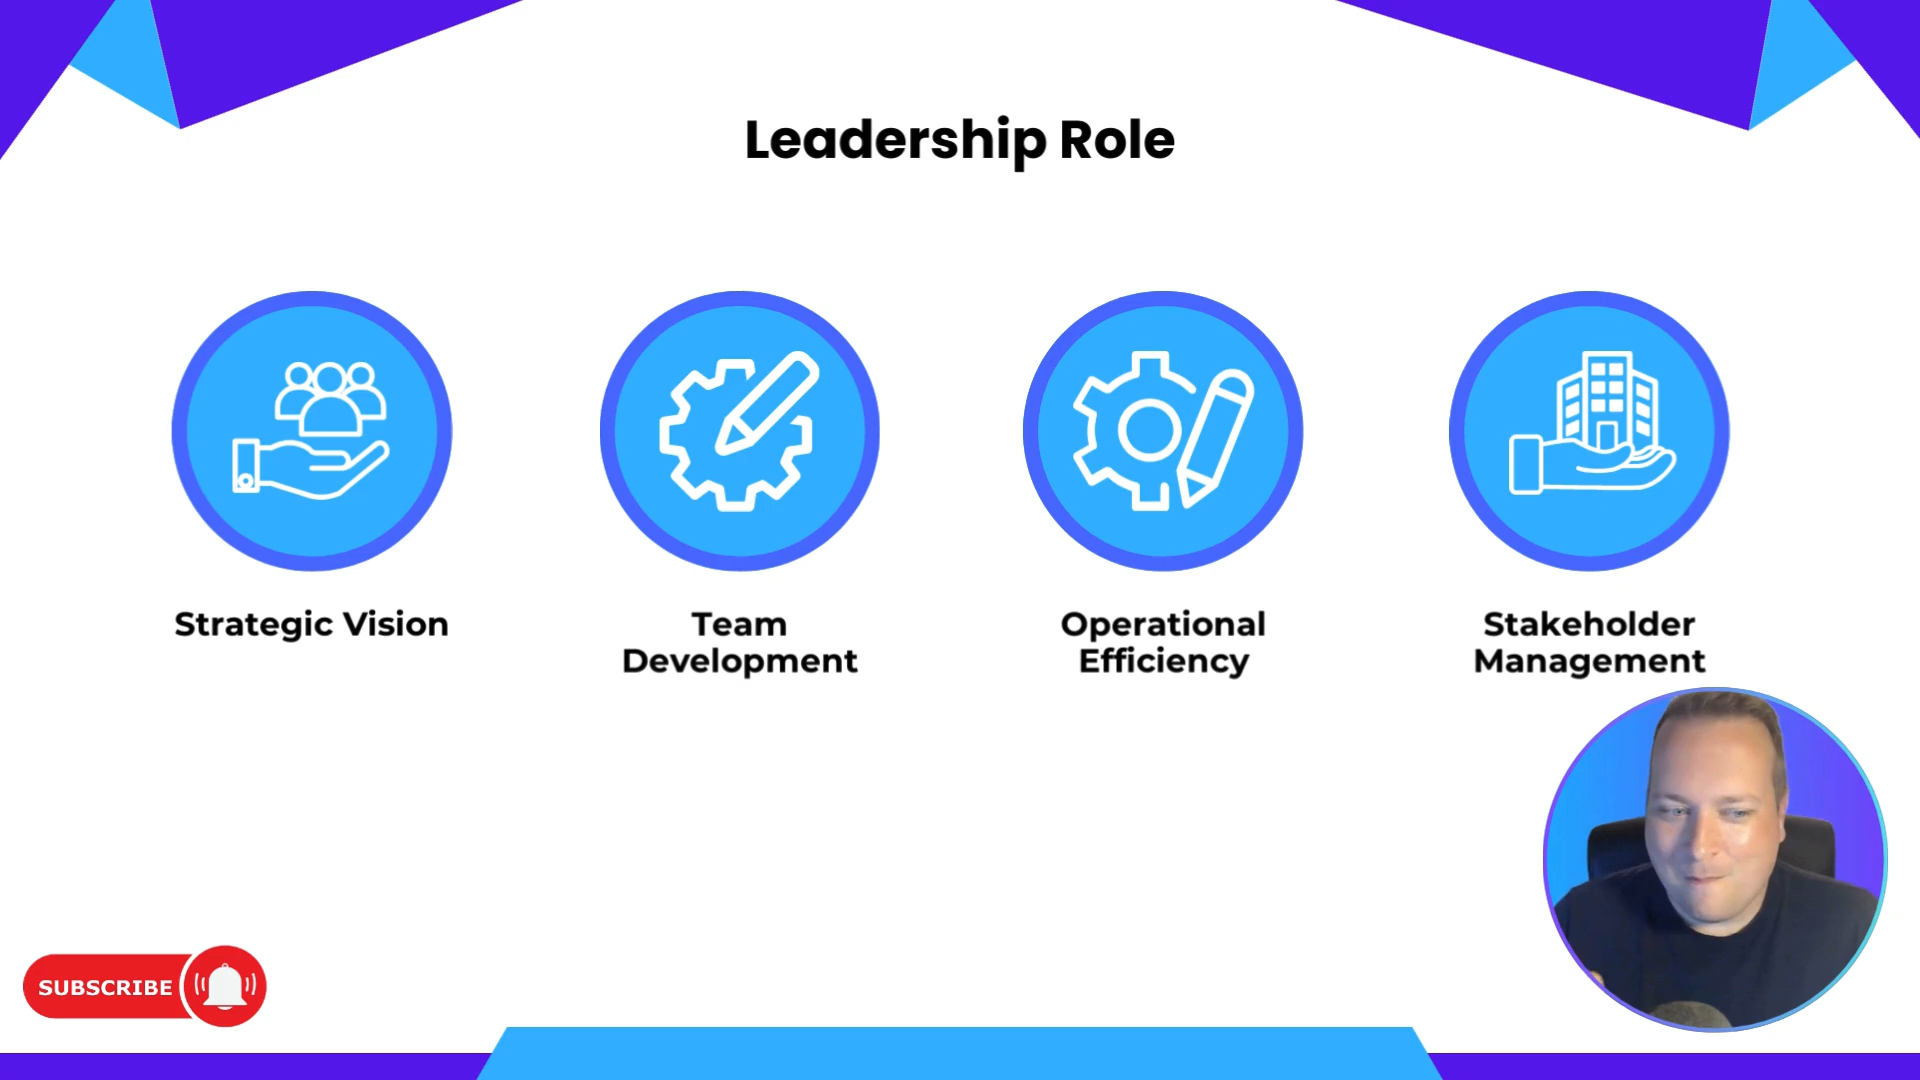 Leadership Role
Strategic Vision
Team
Development
Operational
Efficiency
Stakeholder
Management
SUBSCRIBE